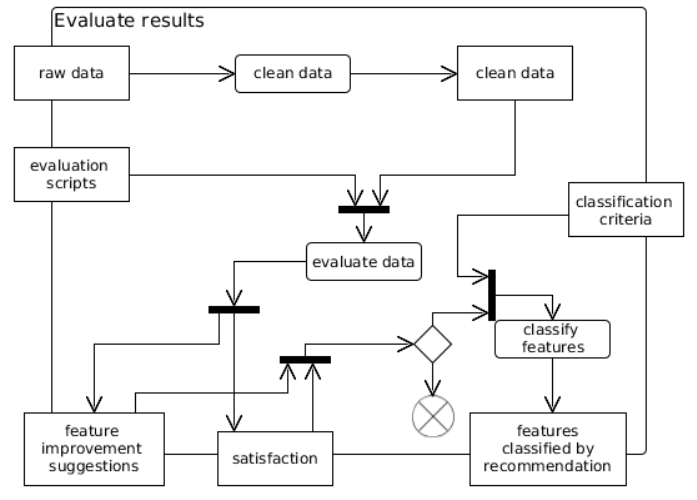 Evaluate results
raw data
clean data
clean data
evaluation
scripts
classification
criteria
evaluate data
classify
features
feature
improvement
suggestions
satisfaction
features
classified by
recommendation